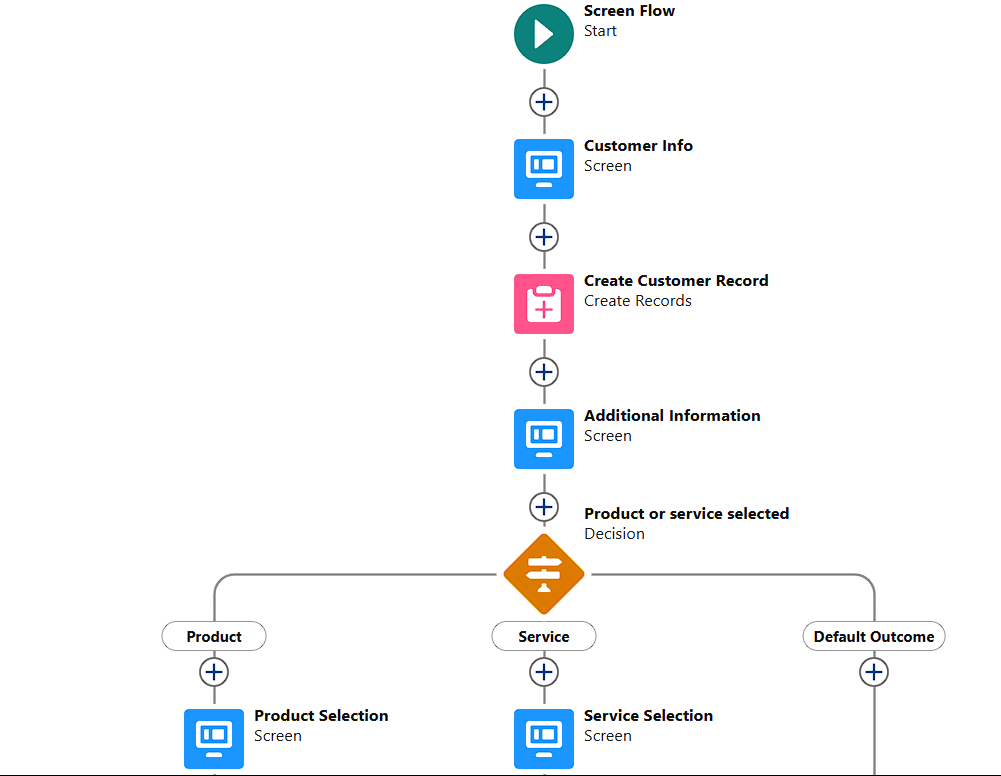 Screen Flow
Start
Customer Info
Screen
Create Customer Record
Create Records
Additional Information
Screen
Product or service selected
Decision
Product
Service
Default Outcome
Product Selection
Screen
Service Selection
Screen